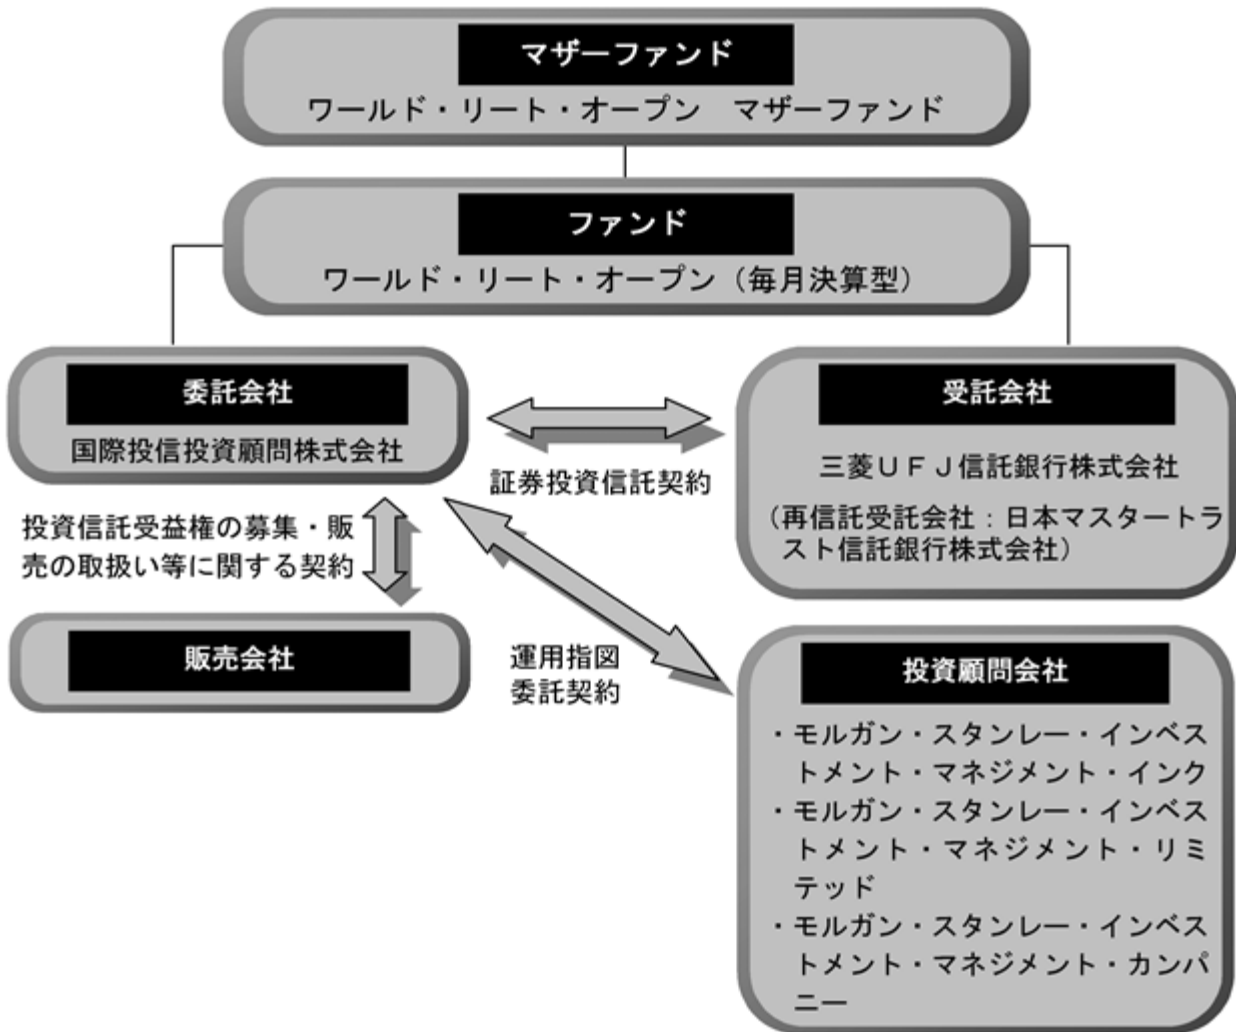 マザーファンド
ワールド・リート・オープン　マザーファンド
ファンド
ワールド・リート・オープン（毎月決算型）
委託会社
国際投信投資顧問株式会社
受託会社
三菱ＵＦＪ信託銀行株式会社
（再信託受託会社：日本マスタートラ
スト信託銀行株式会社）
証券投資信託契約
投資信託受益権の募集・販
売の取扱い等に関する契約
販売会社
運用指図
委託契約
投資顧問会社
・モルガン・スタンレー・インベス
トメント・マネジメント・インク
・モルガン・スタンレー・インベス
トメント・マネジメント・リミ
テッド
・モルガン・スタンレー・インベス
トメント・マネジメント・カンパ
ニー